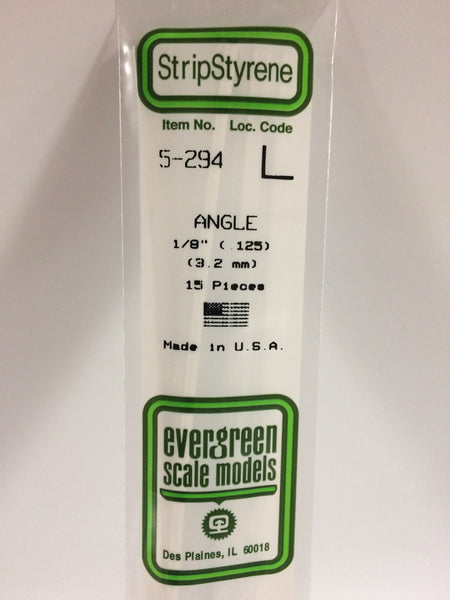 StripStyrene
Item No. Loc. Code
5-294 L
ANGLE
1/8" (.125)
(3.2 mm)
15 Pieces
Made in U.S.A.
evergreen
scale models
Des Plaines, IL 60018